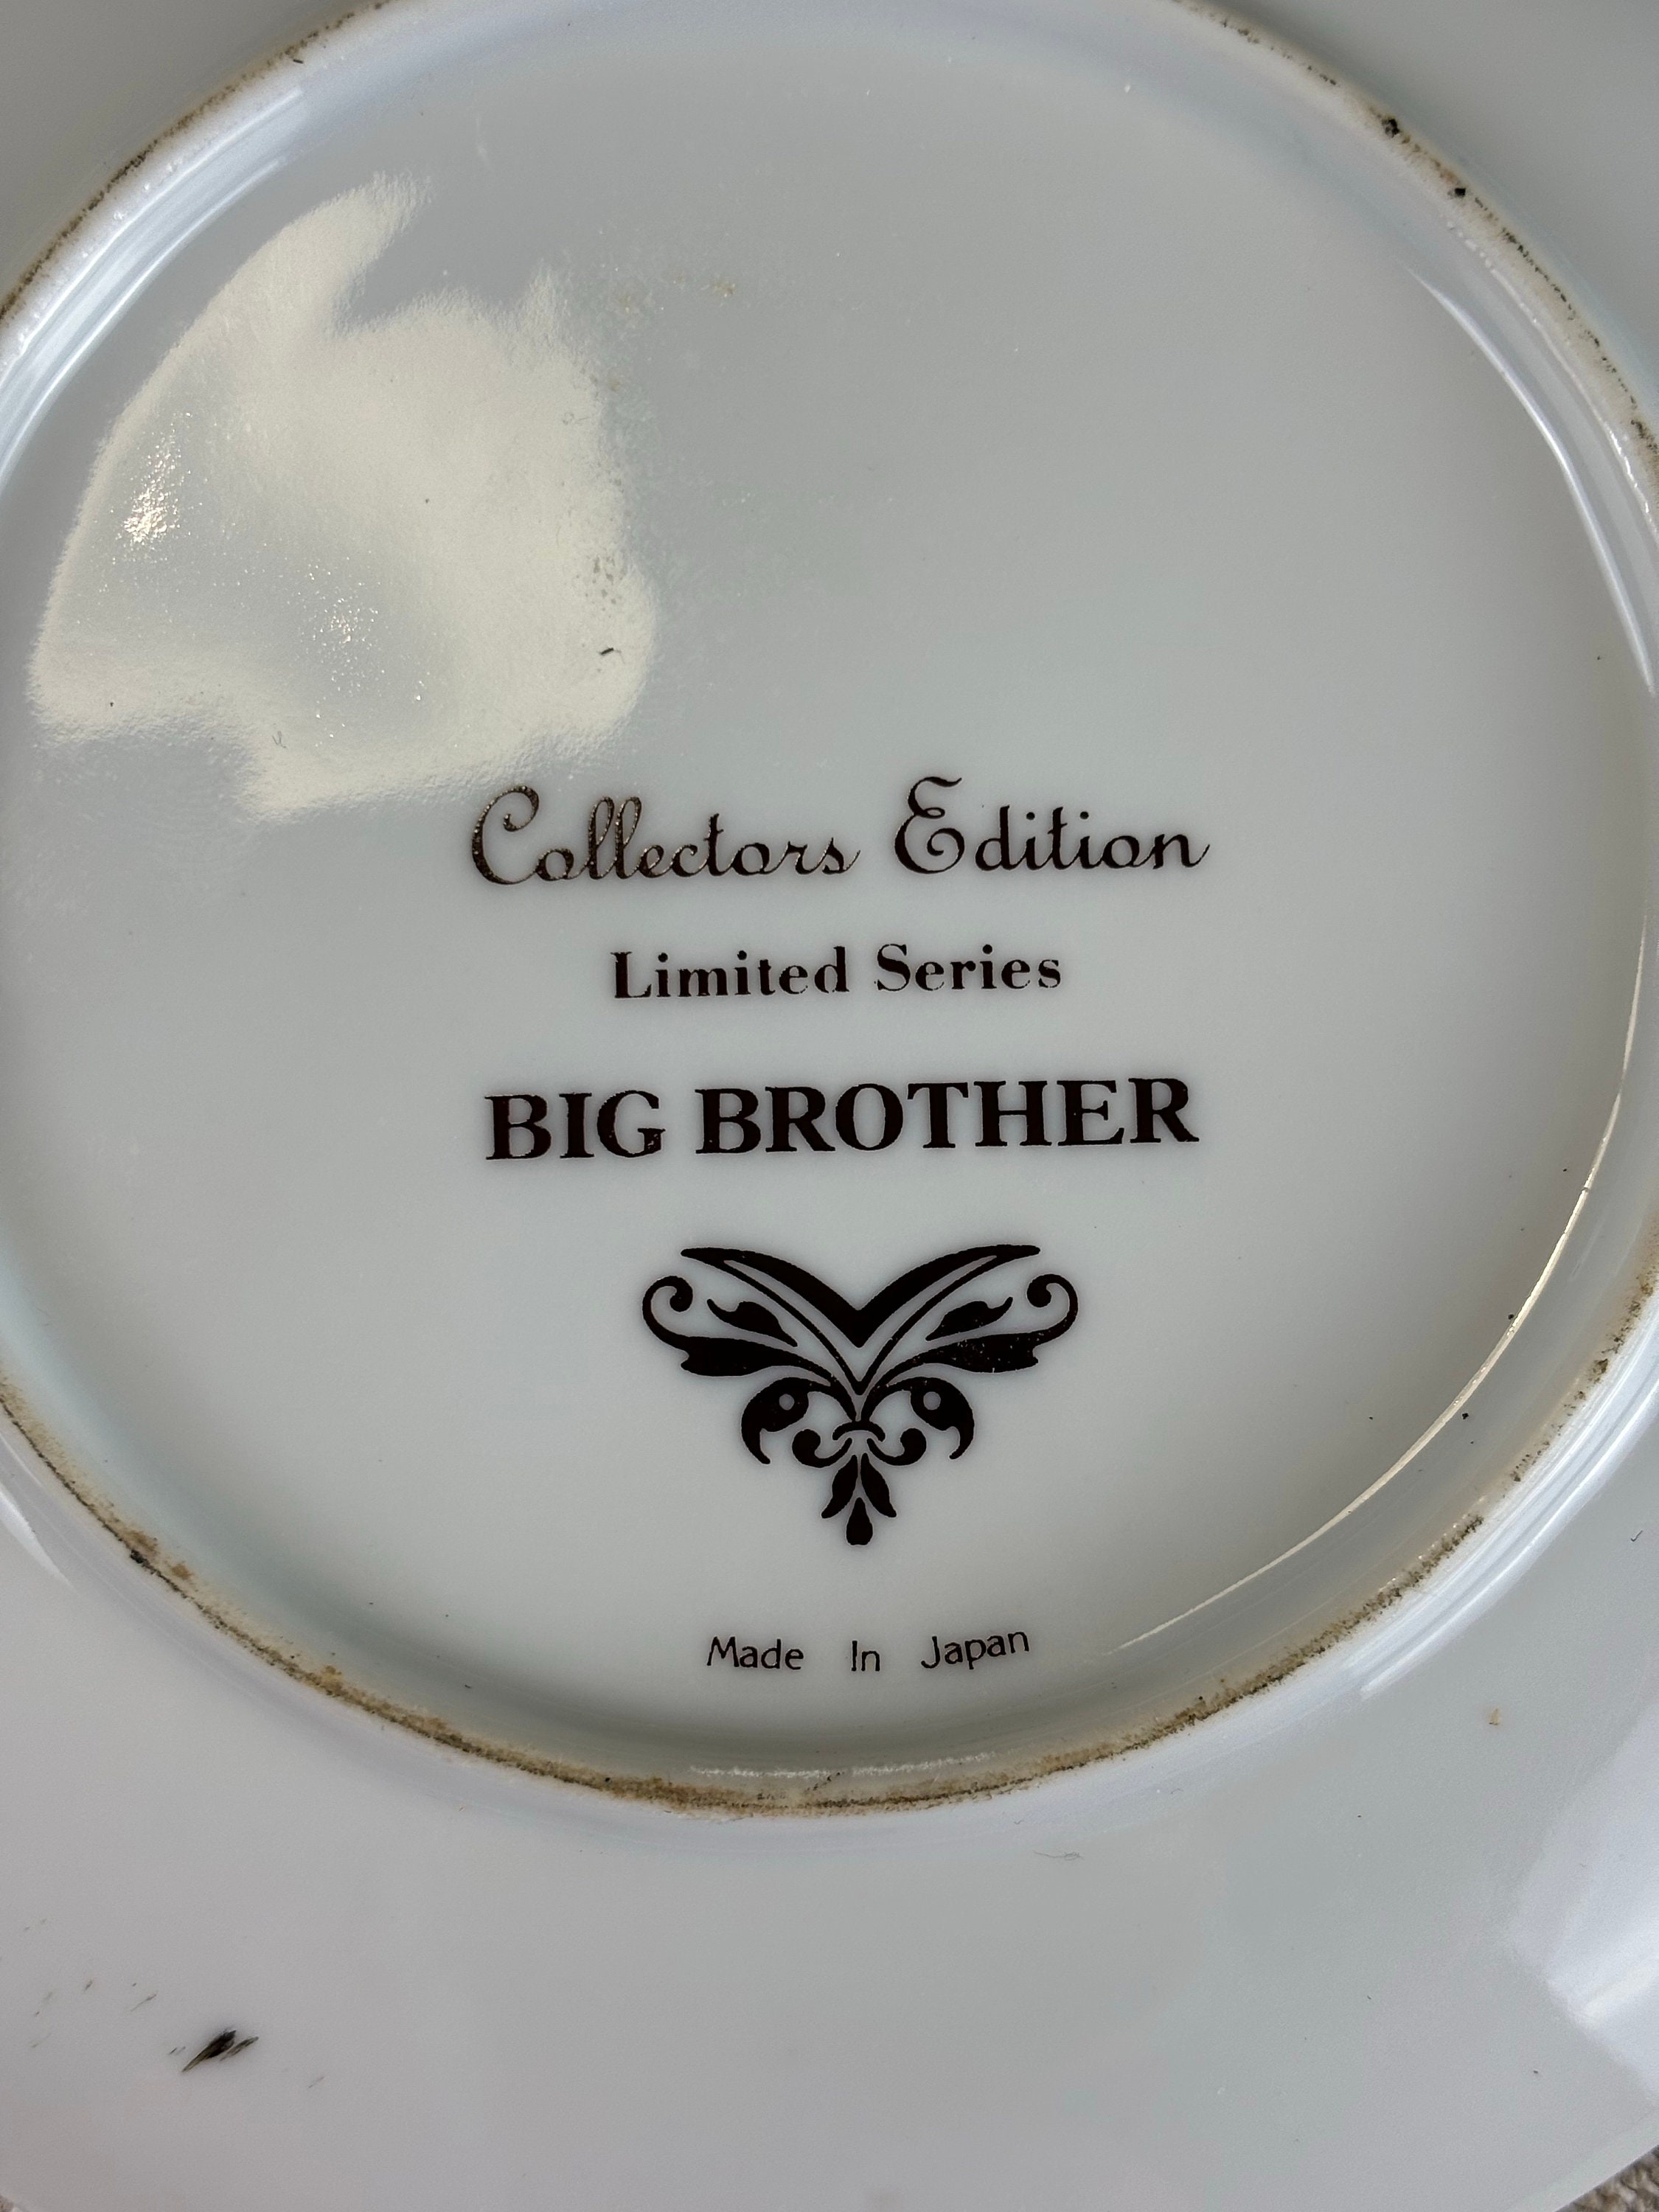 Collectors Edition
Limited Series
BIG BROTHER
Made In Japan